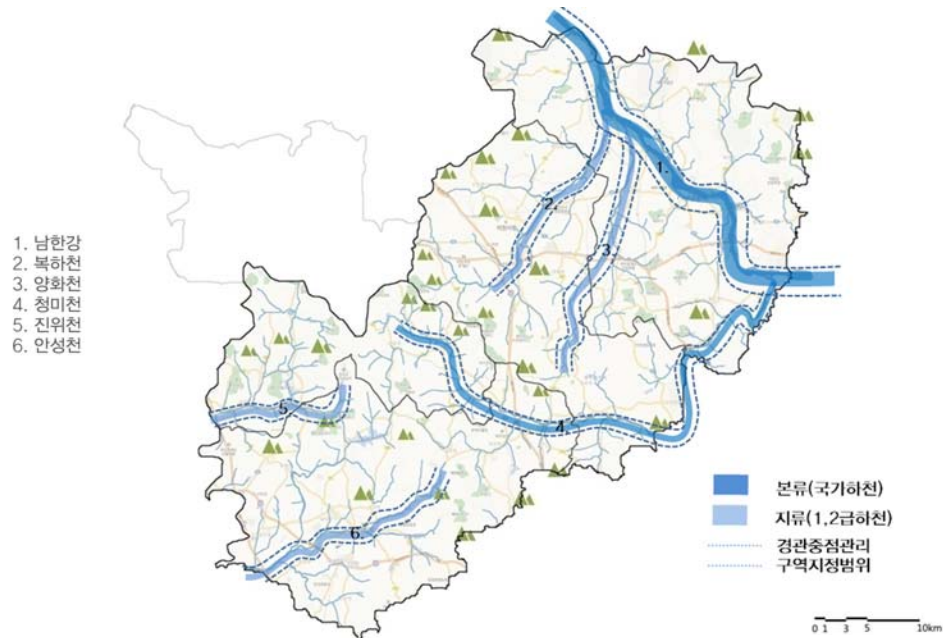 1. 남한강
2. 복하천
3. 양화천
4. 청미천
5. 진위천
6. 안성천
1.
2.
3.
4.
5.
6.
본류(국가하천)
지류(1,2급하천)
경관중점관리
구역지정범위
0 1 3 5 10km